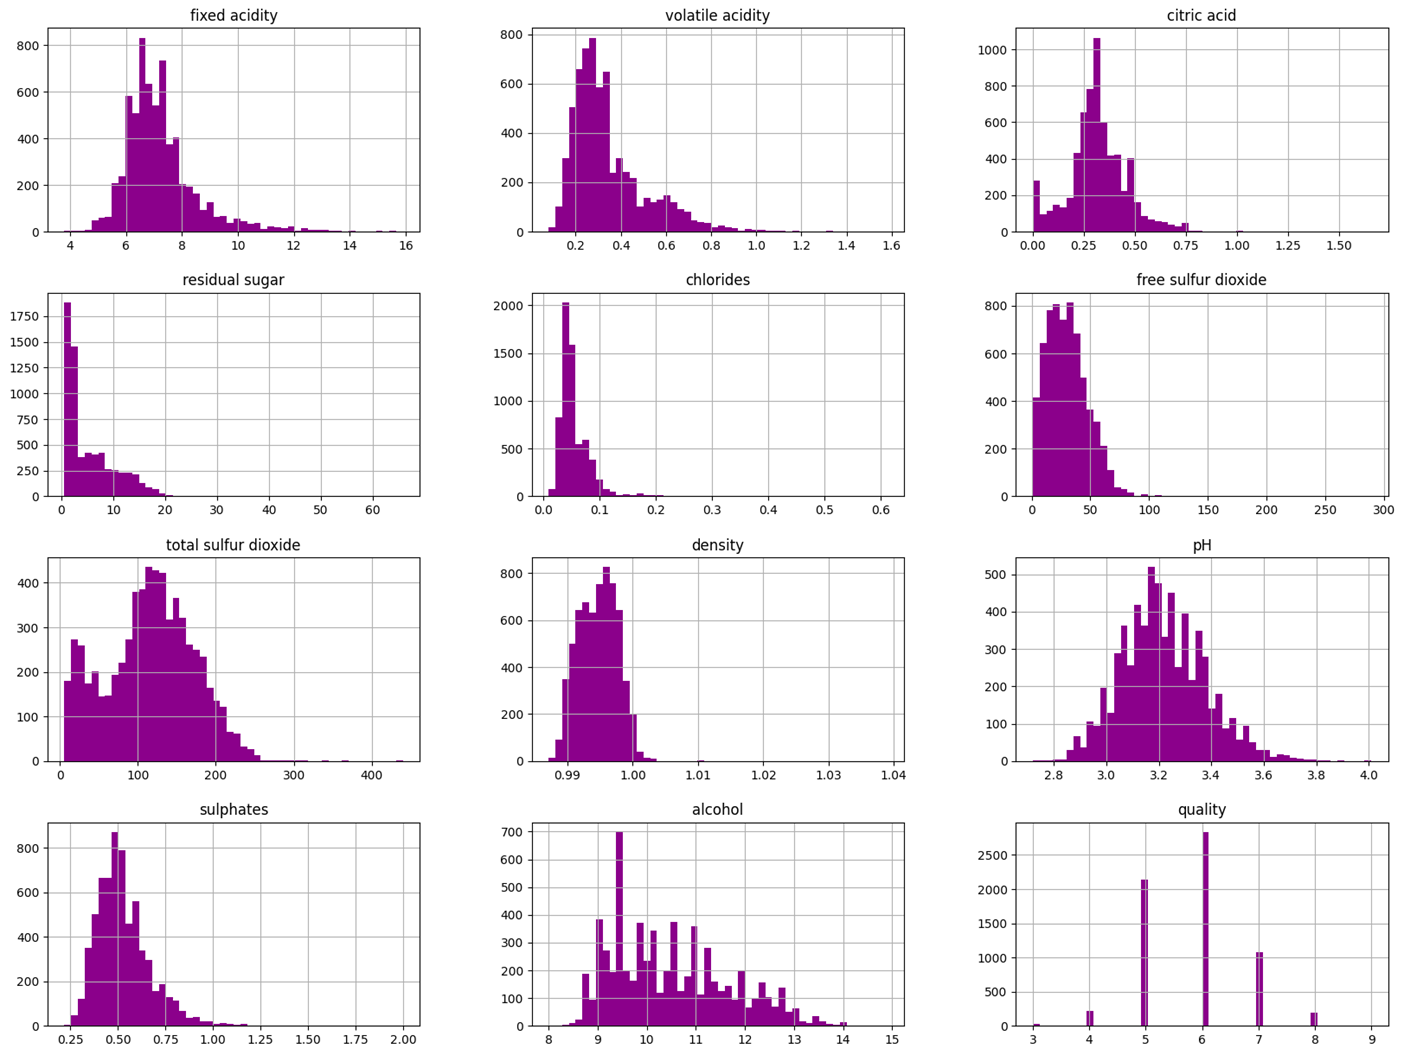 fixed acidity
800
600
400
200
0
4 6 8 10 12 14 16
volatile acidity
800
600
400
200
0
0.2 0.4 0.6 0.8 1.0 1.2 1.4 1.6
citric acid
1000
800
600
400
200
0
0.00 0.25 0.50 0.75 1.00 1.25 1.50
residual sugar
1750
1500
1250
1000
750
500
250
0
0 10 20 30 40 50 60
chlorides
2000
1500
1000
500
0
0.0 0.1 0.2 0.3 0.4 0.5 0.6
free sulfur dioxide
800
600
400
200
0
0 50 100 150 200 250 300
total sulfur dioxide
400
300
200
100
0
0 100 200 300 400
density
800
600
400
200
0
0.99 1.00 1.01 1.02 1.03 1.04
pH
500
400
300
200
100
0
2.8 3.0 3.2 3.4 3.6 3.8 4.0
sulphates
800
600
400
200
0
0.25 0.50 0.75 1.00 1.25 1.50 1.75 2.00
alcohol
700
600
500
400
300
200
100
0
8 9 10 11 12 13 14 15
quality
2500
2000
1500
1000
500
0
3 4 5 6 7 8 9